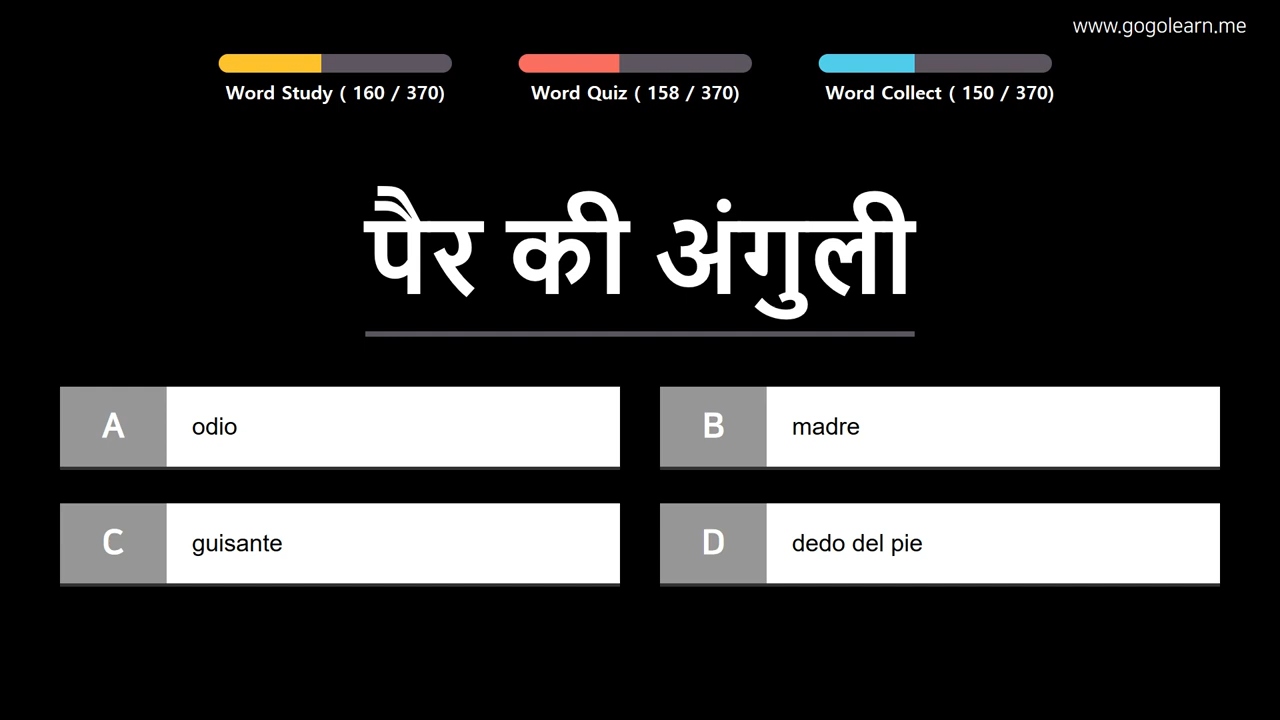 www.gogolearn.me
Word Study ( 160 / 370)
Word Quiz ( 158 / 370)
Word Collect ( 150 / 370)
पैर की अंगुली
A odio
B madre
C guisante
D dedo del pie